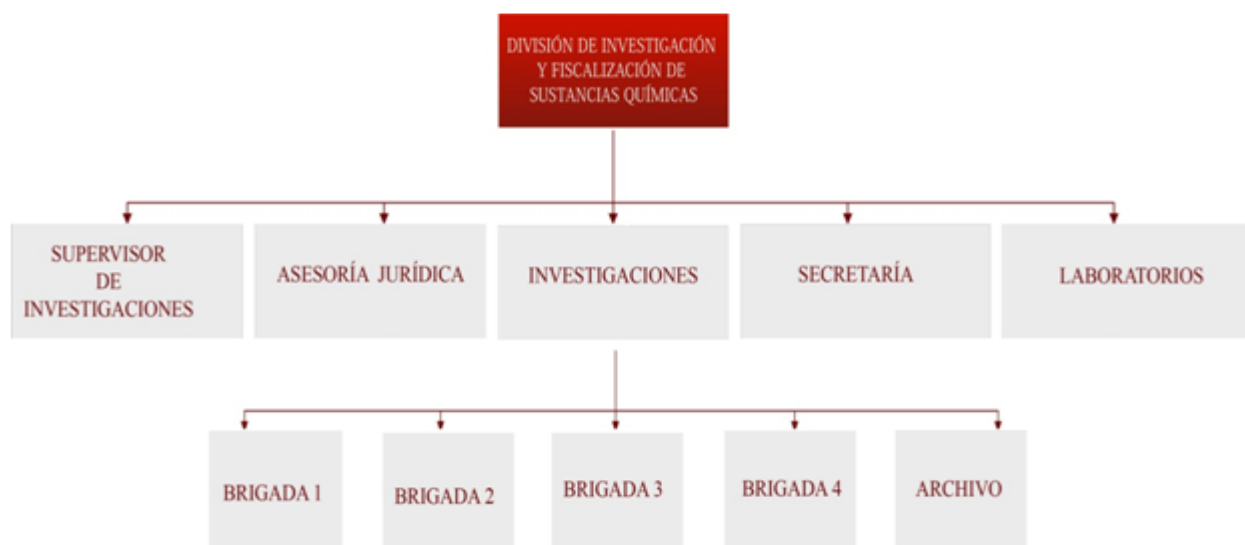 DIVISIÓN DE INVESTIGACIÓN
Y FISCALIZACIÓN DE
SUSTANCIAS QUÍMICAS
SUPERVISOR
DE
INVESTIGACIONES
ASESORÍA JURÍDICA
INVESTIGACIONES
SECRETARÍA
LABORATORIOS
BRIGADA 1
BRIGADA 2
BRIGADA 3
BRIGADA 4
ARCHIVO